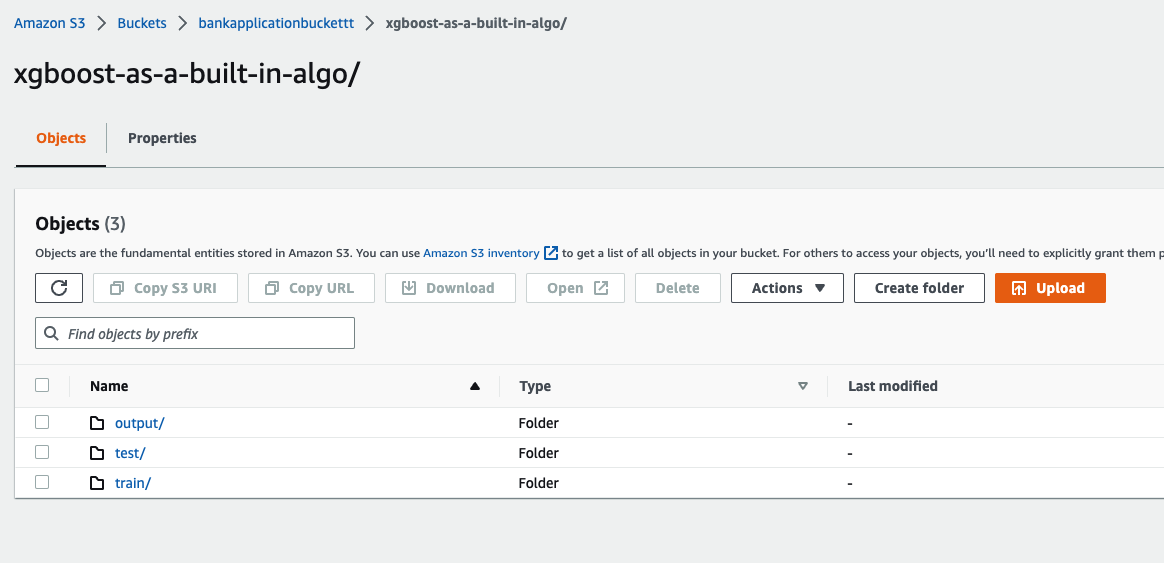 Amazon S3 > Buckets > bankapplicationbuckettt > xgboost-as-a-built-in-algo/
xgboost-as-a-built-in-algo/
Objects Properties
Objects (3)
Objects are the fundamental entities stored in Amazon S3. You can use Amazon S3 inventory to get a list of all objects in your bucket. For others to access your objects, you'll need to explicitly grant them p
Copy S3 URI Copy URL Download Open Delete Actions Create folder Upload
Find objects by prefix
Name Type Last modified
output/ Folder -
test/ Folder -
train/ Folder -